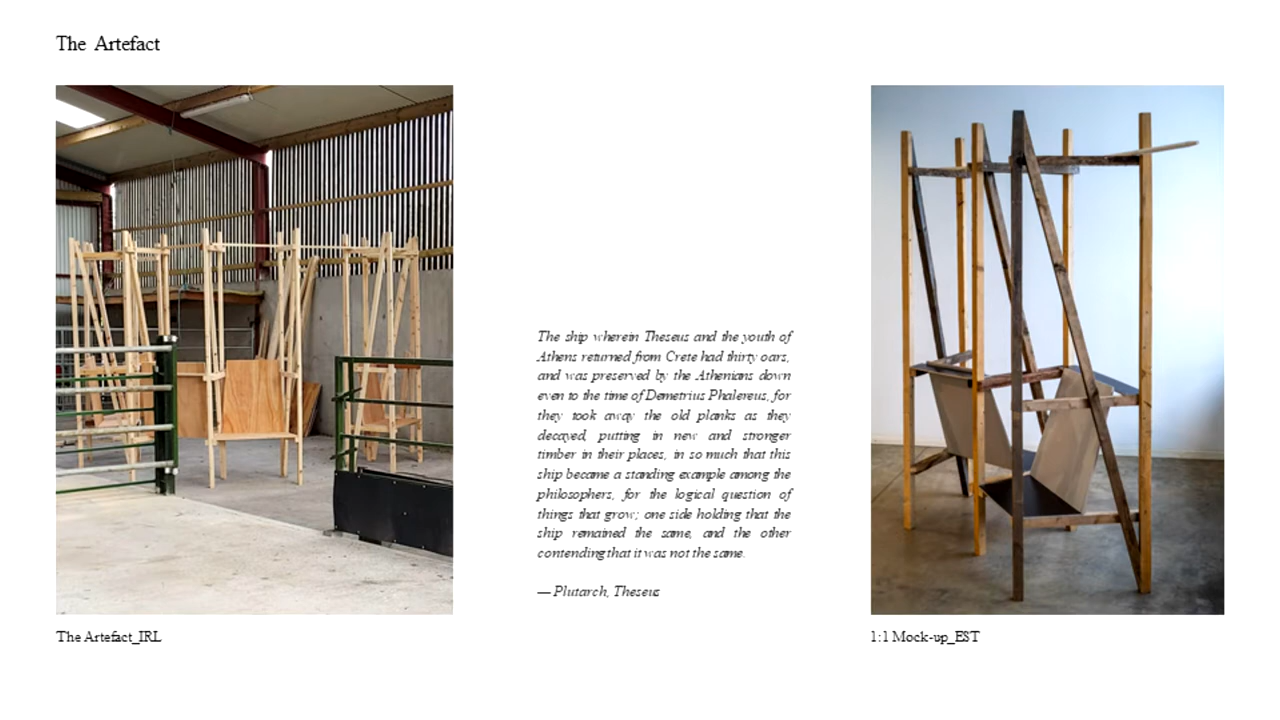 The Artefact
The ship wherein Theseus and the youth of
Athens returned from Crete had thirty oars,
and was preserved by the Athenians down
even to the time of Demetrius Phalereus, for
they took away the old planks as they
decayed, putting in new and stronger
timber in their places, in so much that this
ship became a standing example among the
philosophers, for the logical question of
things that grow; one side holding that the
ship remained the same, and the other
contending that it was not the same.
— Plutarch, Theseus
The Artefact_IRL
1:1 Mock-up_EST